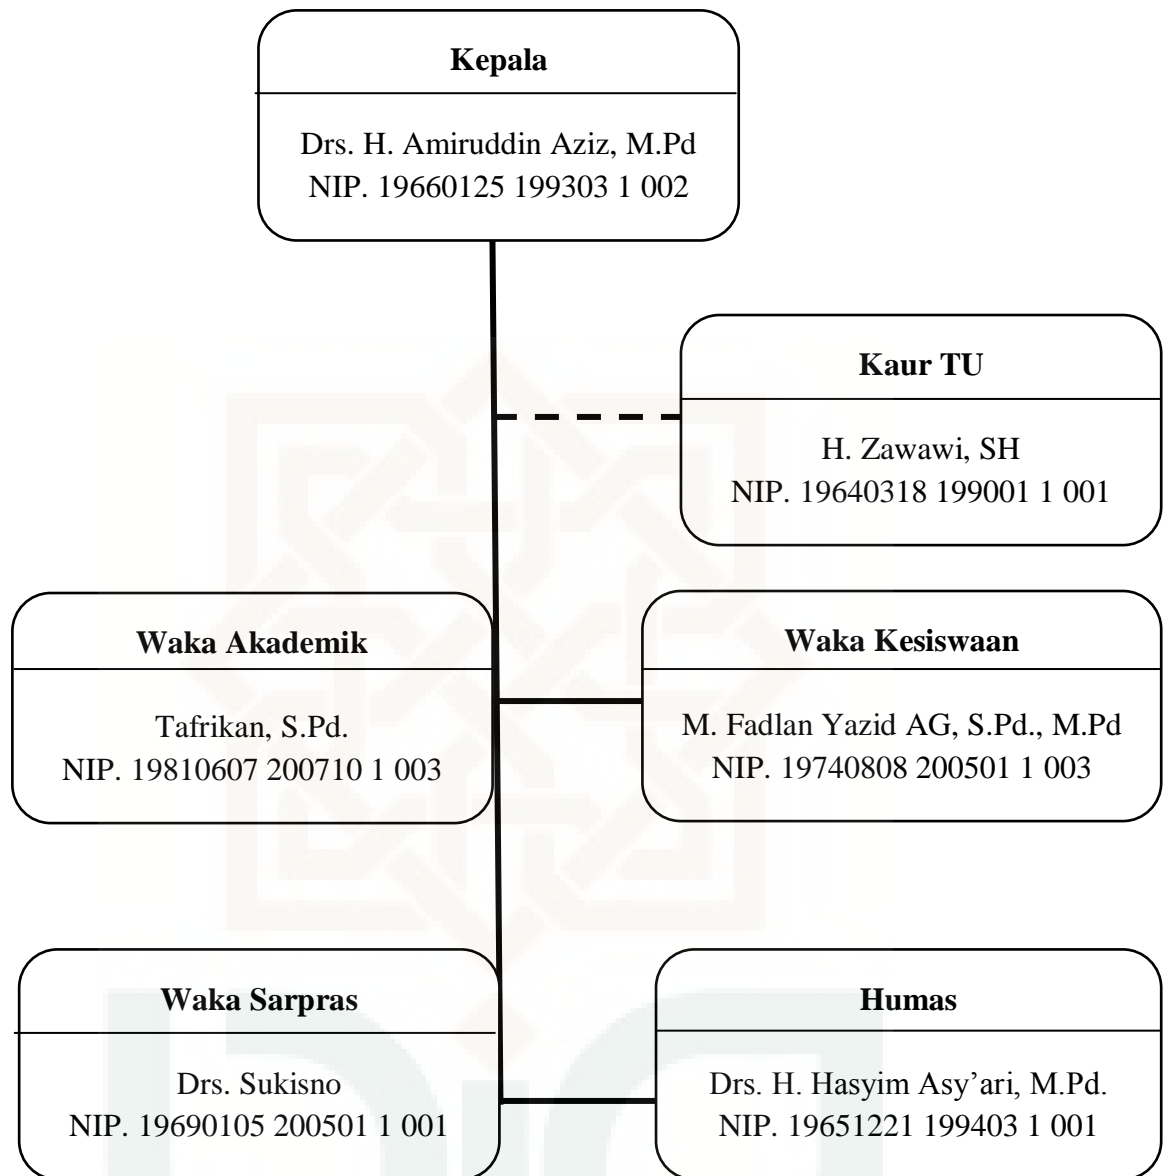 Kepala
Drs. H. Amiruddin Aziz, M.Pd
NIP. 19660125 199303 1 002
Kaur TU
H. Zawawi, SH
NIP. 19640318 199001 1 001
Waka Akademik
Tafrikan, S.Pd.
NIP. 19810607 200710 1 003
Waka Kesiswaan
M. Fadlan Yazid AG, S.Pd., M.Pd
NIP. 19740808 200501 1 003
Waka Sarpras
Drs. Sukisno
NIP. 19690105 200501 1 001
Humas
Drs. H. Hasyim Asy’ari, M.Pd.
NIP. 19651221 199403 1 001